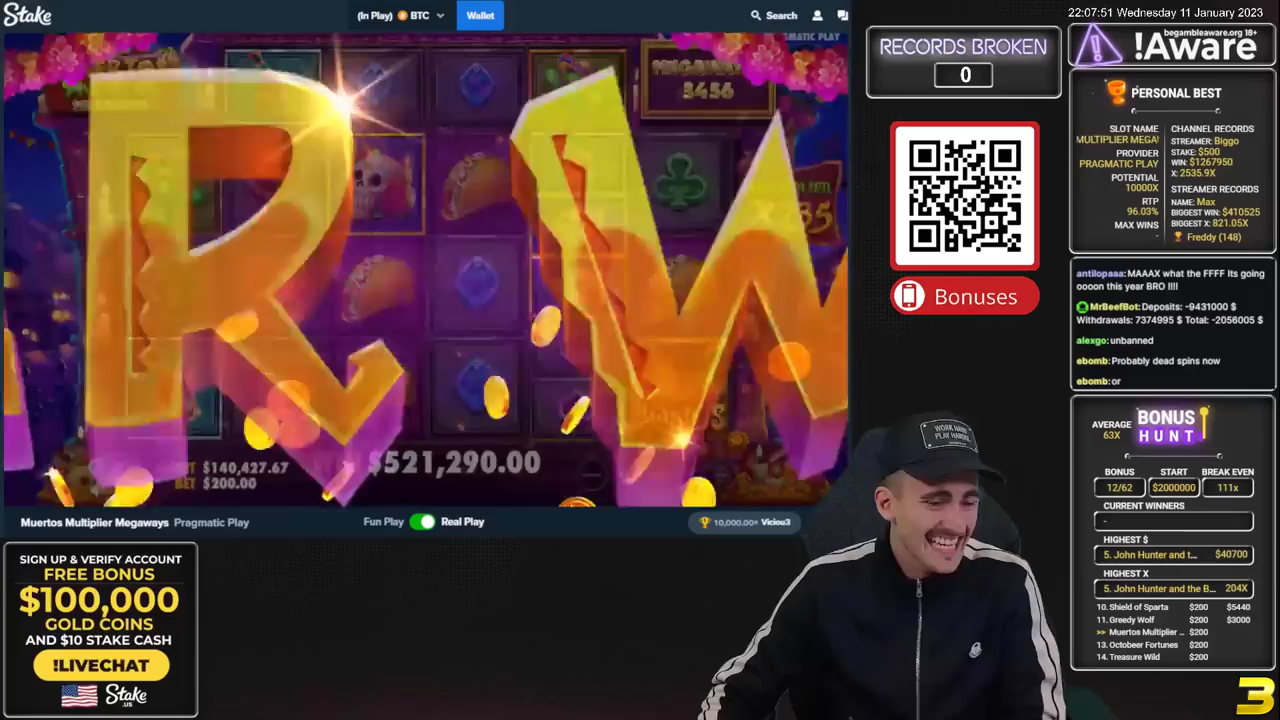 Stake
(In Play) BTC
Wallet
Search
22:07:51 Wednesday 11 January 2023
PRAGMATIC PLAY
3456
R W
$140,427.67
BET $200.00
$521,290.00
Muertos Multiplier Megaways Pragmatic Play
Fun Play Real Play
10,000.00× Viciou3
SIGN UP & VERIFY ACCOUNT
FREE BONUS
$100,000
GOLD COINS
AND $10 STAKE CASH
!LIVECHAT
Stake
.US
RECORDS BROKEN
0
Bonuses
begambleaware.org 18+
!Aware
PERSONAL BEST
SLOT NAME
MULTIPLIER MEGA
PROVIDER
PRAGMATIC PLAY
POTENTIAL
10000X
RTP
96.03%
MAX WINS
-
CHANNEL RECORDS
STREAMER: Biggo
STAKE: $500
WIN: $1267950
X: 2535.9X
STREAMER RECORDS
NAME: Max
BIGGEST WIN: $410525
BIGGEST X: 821.05X
Freddy (148)
antilopaaa: MAAAX what the FFFF Its going
oooon this year BRO !!!!
MrBeefBot: Deposits: -9431000 $
Withdrawals: 7374995 $ Total: -2056005 $
alexgo: unbanned
ebomb: Probably dead spins now
ebomb: or
AVERAGE
63X
BONUS
HUNT
BONUS START BREAK EVEN
12/62 $2000000 111x
CURRENT WINNERS
-
HIGHEST $
5. John Hunter and t... $40700
HIGHEST X
5. John Hunter and the B... 204X
10. Shield of Sparta $200 $5440
11. Greedy Wolf $200 $3000
>> Muertos Multiplier ... $200
13. Octobeer Fortunes $200
14. Treasure Wild $200
WORK HARD
PLAY HARD
3